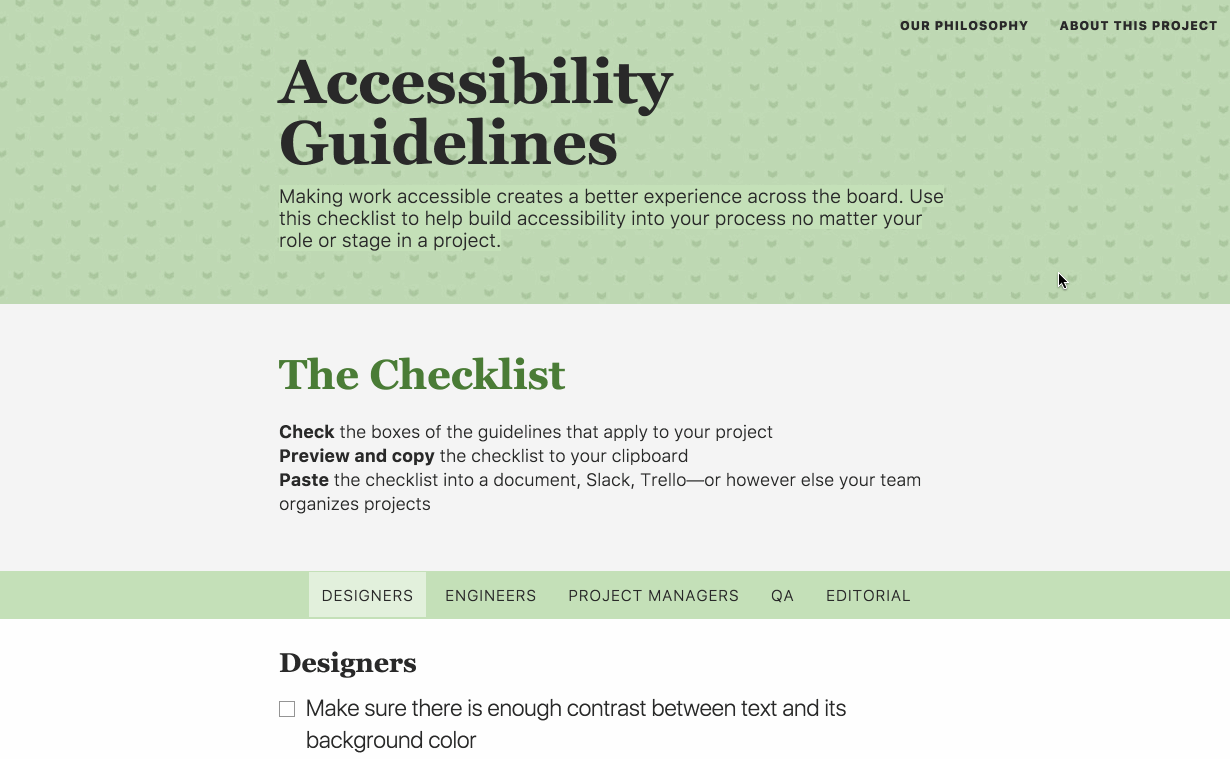 OUR PHILOSOPHY ABOUT THIS PROJECT
Accessibility
Guidelines
Making work accessible creates a better experience across the board. Use
this checklist to help build accessibility into your process no matter your
role or stage in a project.
The Checklist
Check the boxes of the guidelines that apply to your project
Preview and copy the checklist to your clipboard
Paste the checklist into a document, Slack, Trello—or however else your team
organizes projects
DESIGNERS ENGINEERS PROJECT MANAGERS QA EDITORIAL
Designers
Make sure there is enough contrast between text and its
background color